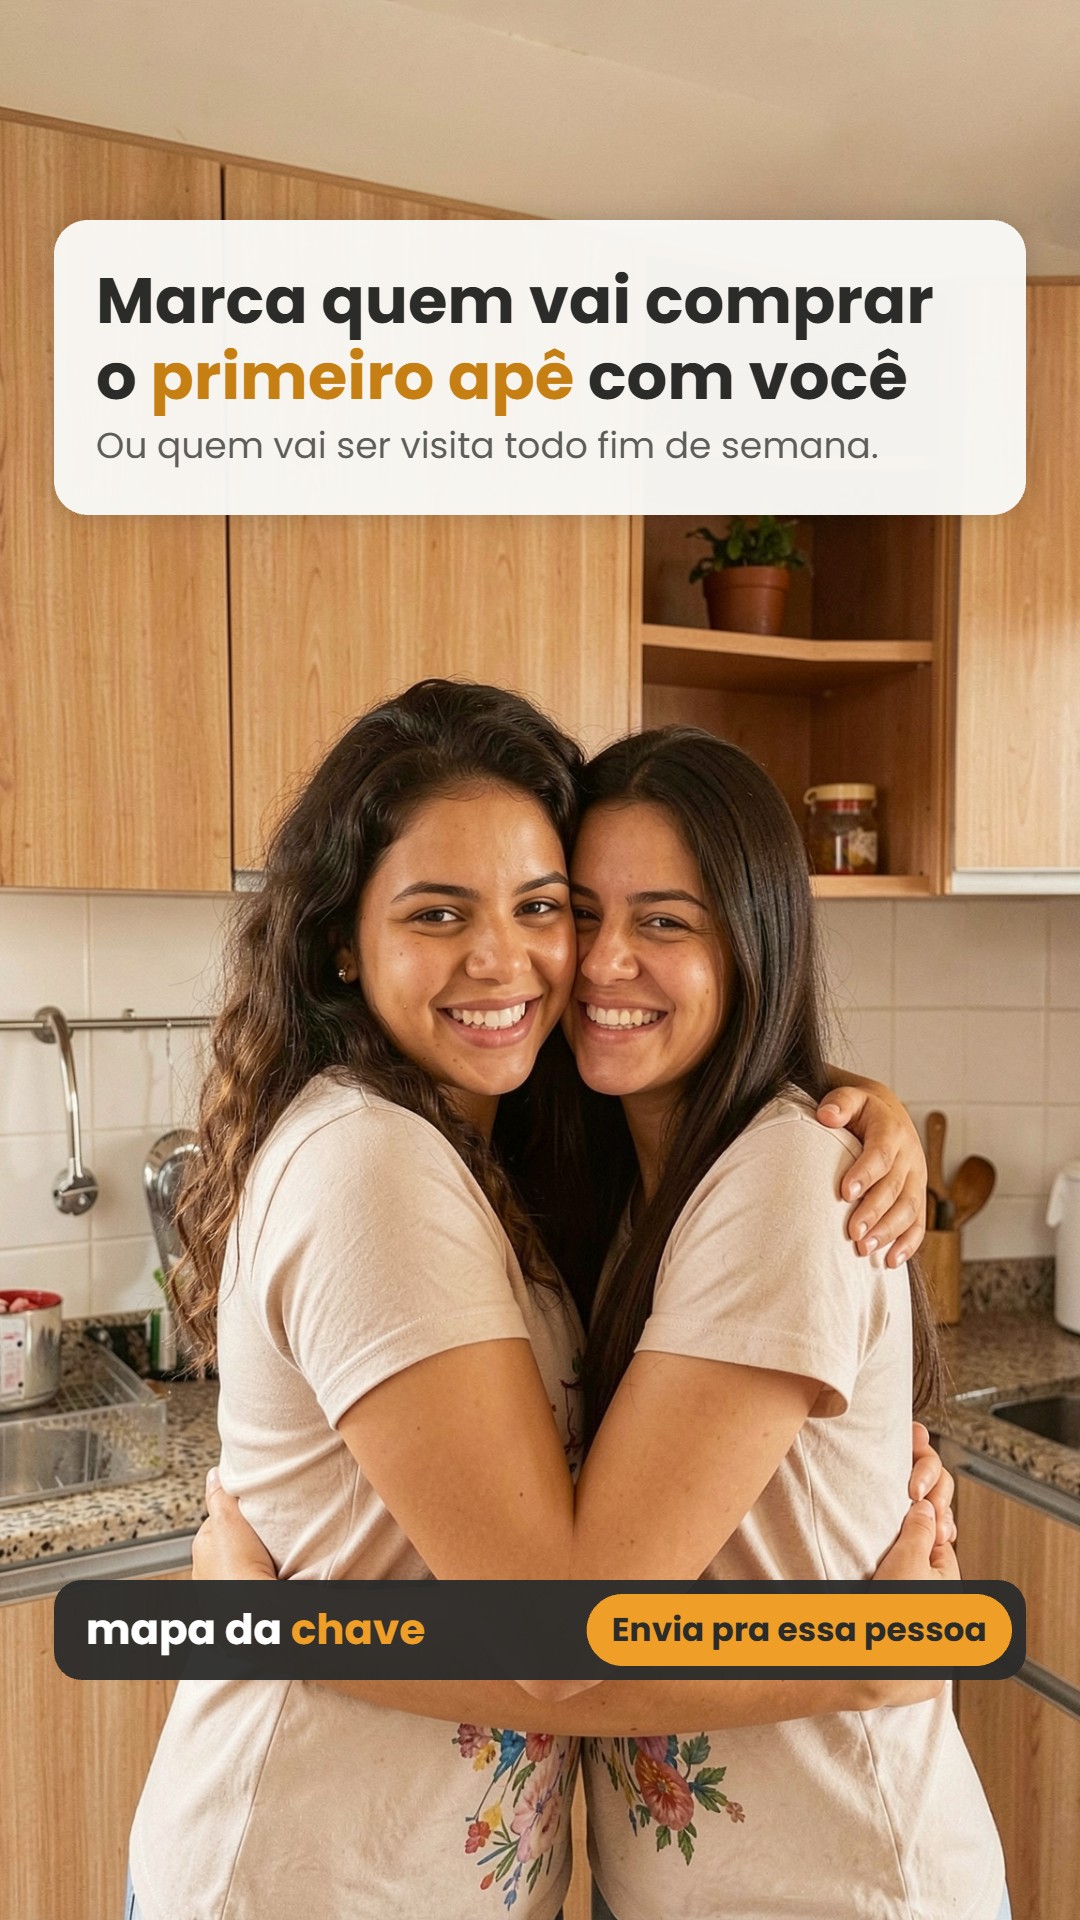 Marca quem vai comprar
o primeiro apê com você
Ou quem vai ser visita todo fim de semana.
mapa da chave
Envia pra essa pessoa